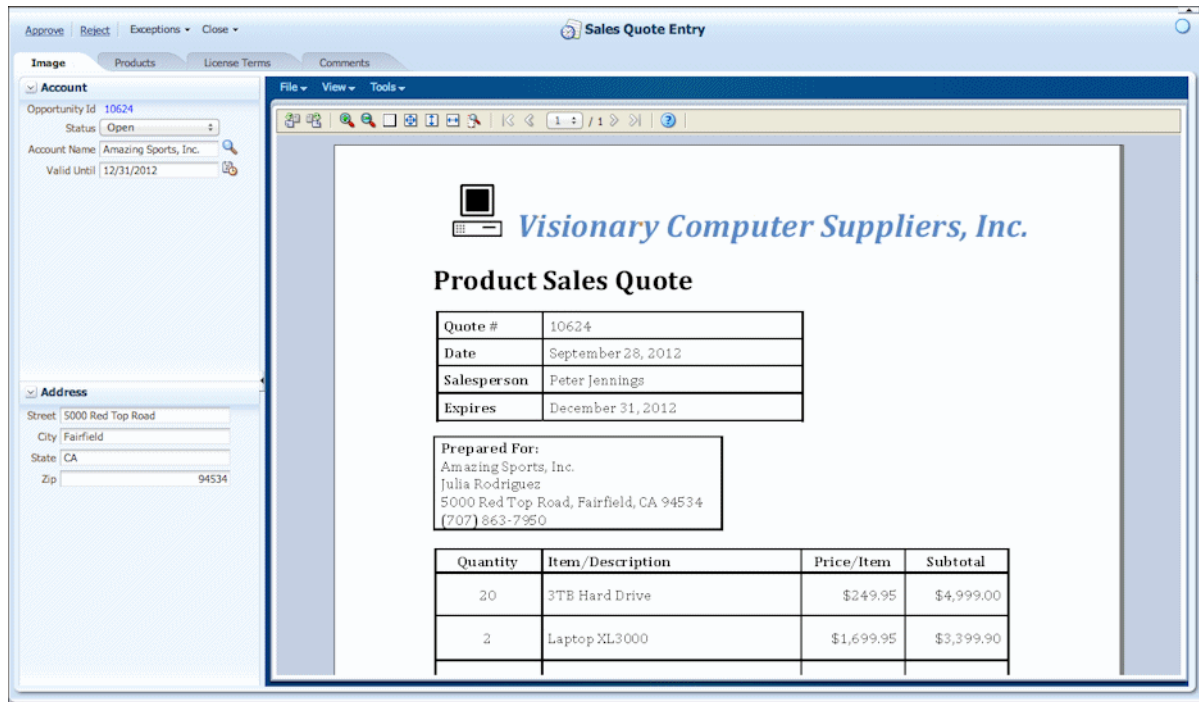 Approve Reject Exceptions Close
Sales Quote Entry
Image Products License Terms Comments
Account
Opportunity Id 10624
Status Open
Account Name Amazing Sports, Inc.
Valid Until 12/31/2012
Address
Street 5000 Red Top Road
City Fairfield
State CA
Zip 94534
File View Tools
1 / 1
Visionary Computer Suppliers, Inc.
Product Sales Quote
Quote # 10624
Date September 28, 2012
Salesperson Peter Jennings
Expires December 31, 2012
Prepared For:
Amazing Sports, Inc.
Julia Rodriguez
5000 Red Top Road, Fairfield, CA 94534
(707) 863-7950
Quantity Item/Description Price/Item Subtotal
20 3TB Hard Drive $249.95 $4,999.00
2 Laptop XL3000 $1,699.95 $3,399.90